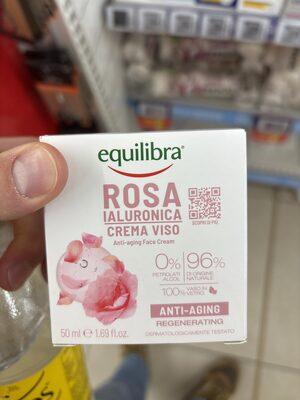 equilibra®
ROSA
IALURONICA
CREMA VISO
Anti-aging Face Cream
SCOPRI DI PIÙ
0% PETROLATI
ALCOL
96% DI ORIGINE
NATURALE
100% VASO IN
VETRO
ANTI-AGING
REGENERATING
DERMATOLOGICAMENTE TESTATO
50 ml ℮ 1.69 fl.oz.